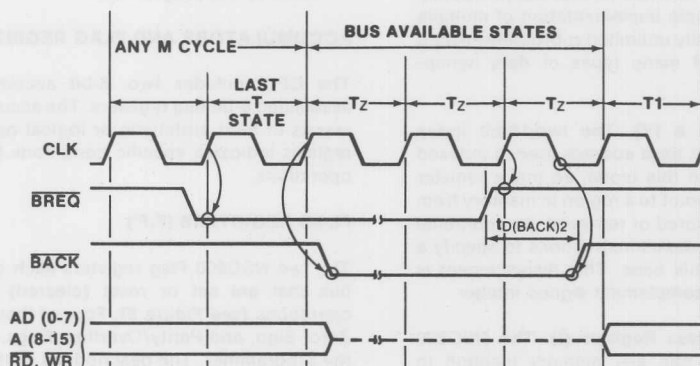 BUS AVAILABLE STATES
ANY M CYCLE
LAST
T
STATE
TZ
TZ
TZ
TZ
T1
CLK
BREQ
tD(BACK)2
BACK
AD (0-7)
A (8-15)
RD, WR